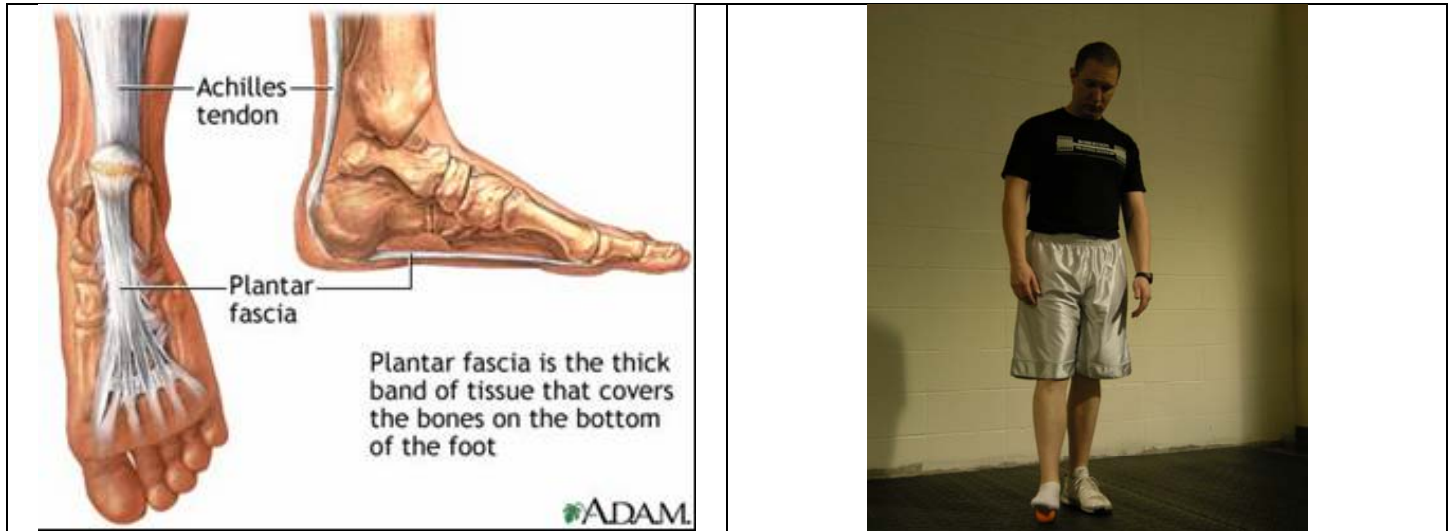 Achilles
tendon
Plantar
fascia
Plantar fascia is the thick
band of tissue that covers
the bones on the bottom
of the foot
ADAM.